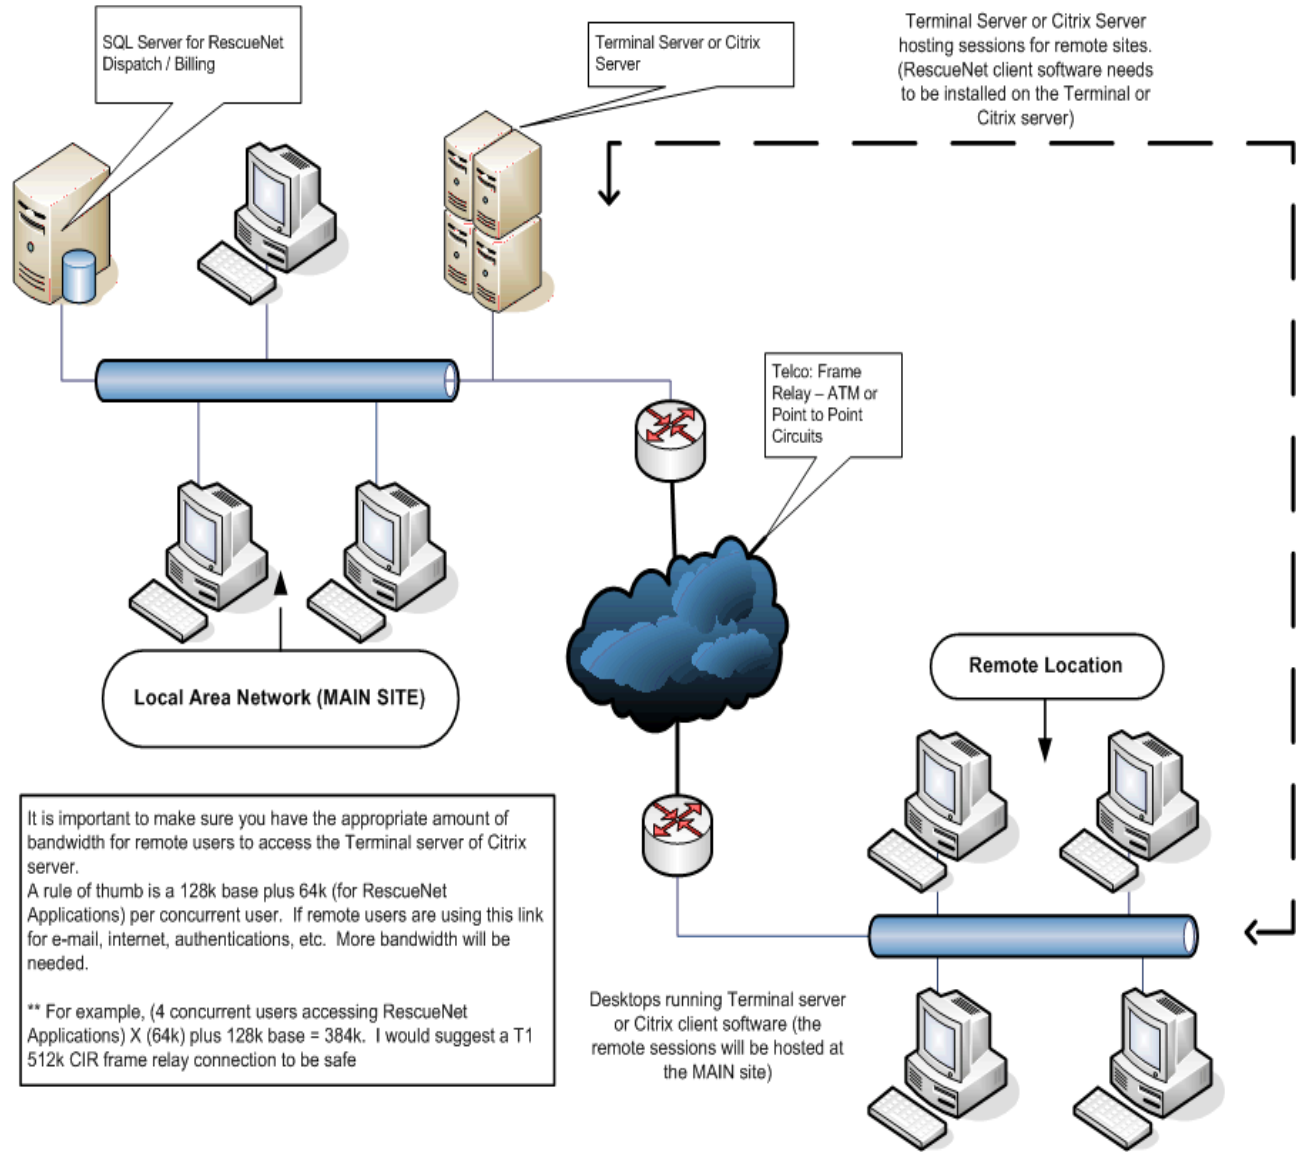 SQL Server for RescueNet
Dispatch / Billing
Terminal Server or Citrix
Server
Terminal Server or Citrix Server
hosting sessions for remote sites.
(RescueNet client software needs
to be installed on the Terminal or
Citrix server)
Telco: Frame
Relay – ATM or
Point to Point
Circuits
Local Area Network (MAIN SITE)
Remote Location
It is important to make sure you have the appropriate amount of
bandwidth for remote users to access the Terminal server of Citrix
server.
A rule of thumb is a 128k base plus 64k (for RescueNet
Applications) per concurrent user. If remote users are using this link
for e-mail, internet, authentications, etc. More bandwidth will be
needed.
** For example, (4 concurrent users accessing RescueNet
Applications) X (64k) plus 128k base = 384k. I would suggest a T1
512k CIR frame relay connection to be safe
Desktops running Terminal server
or Citrix client software (the
remote sessions will be hosted at
the MAIN site)